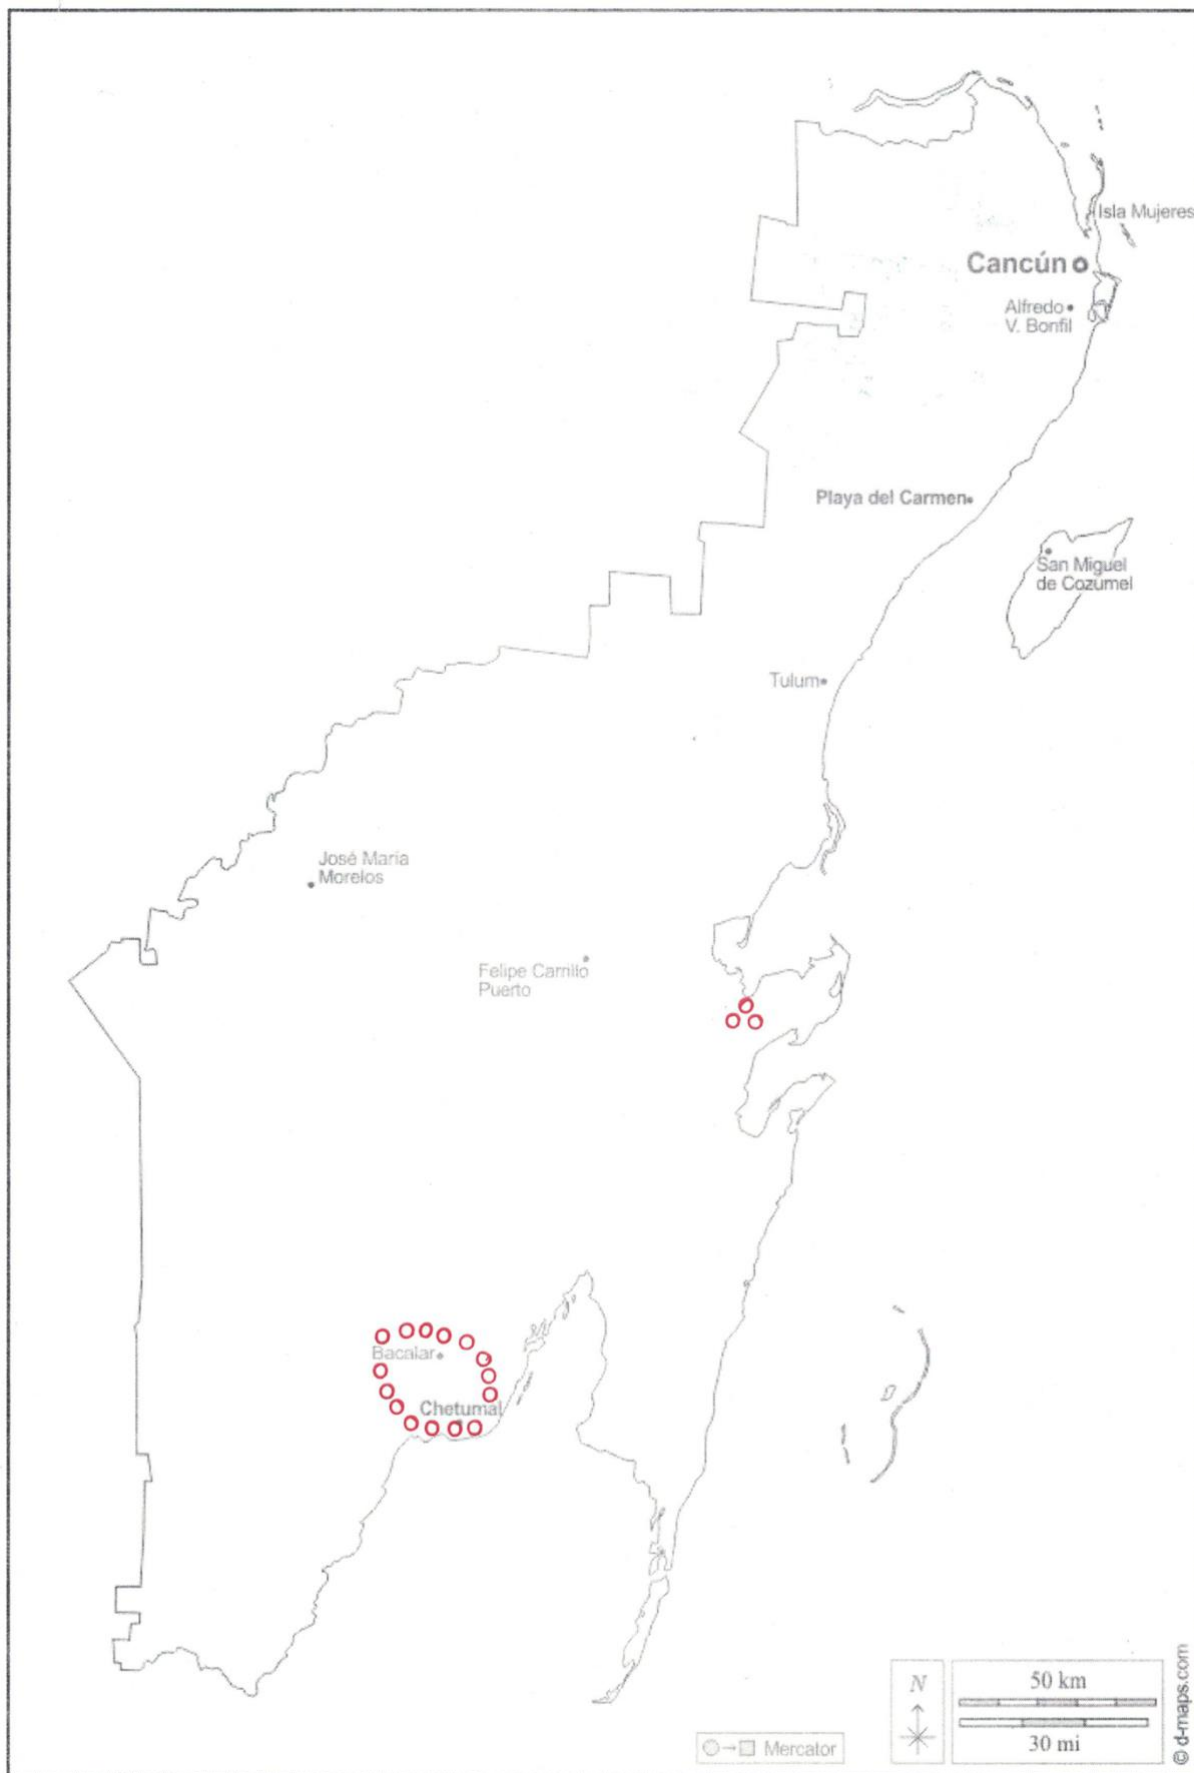 Isla Mujeres
Cancún
Alfredo
V. Bonfil
Playa del Carmen
San Miguel
de Cozumel
Tulum
José María
Morelos
Felipe Carrillo
Puerto
Bacalar
Chetumal
N
50 km
30 mi
Mercator
© d-maps.com